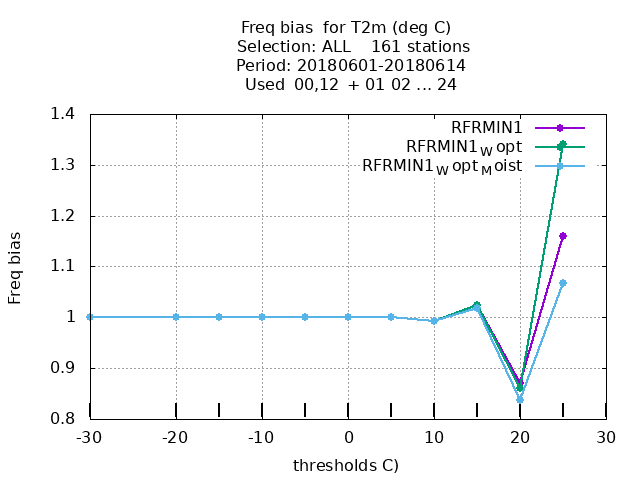 Freq bias for T2m (deg C)
Selection: ALL 161 stations
Period: 20180601-20180614
Used 00,12 + 01 02 ... 24
RFRMIN1
RFRMIN1Wopt
RFRMIN1WoptMoist
1.4
1.3
1.2
1.1
1
0.9
0.8
Freq bias
-30 -20 -10 0 10 20 30
thresholds C)